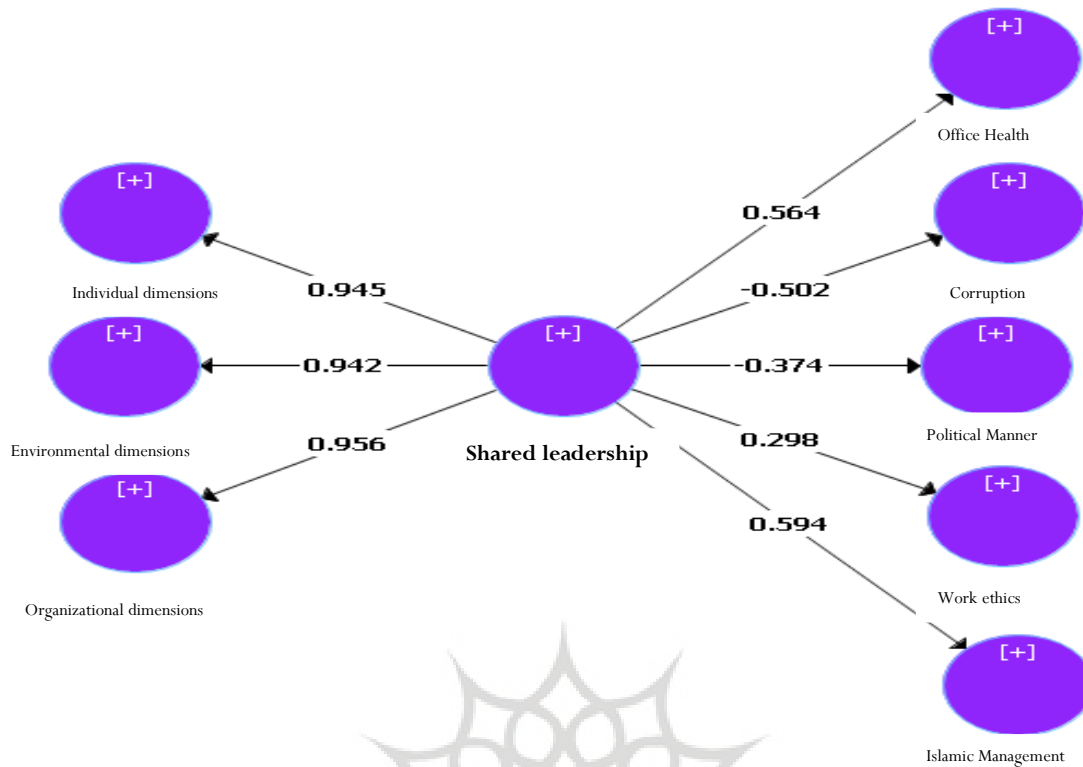 [+]
Office Health
[+]
[+]
0.564
Individual dimensions
0.945
-0.502
Corruption
[+]
[+]
[+]
0.942
-0.374
Environmental dimensions
0.956
Shared leadership
0.298
Political Manner
[+]
[+]
0.594
Organizational dimensions
Work ethics
[+]
Islamic Management